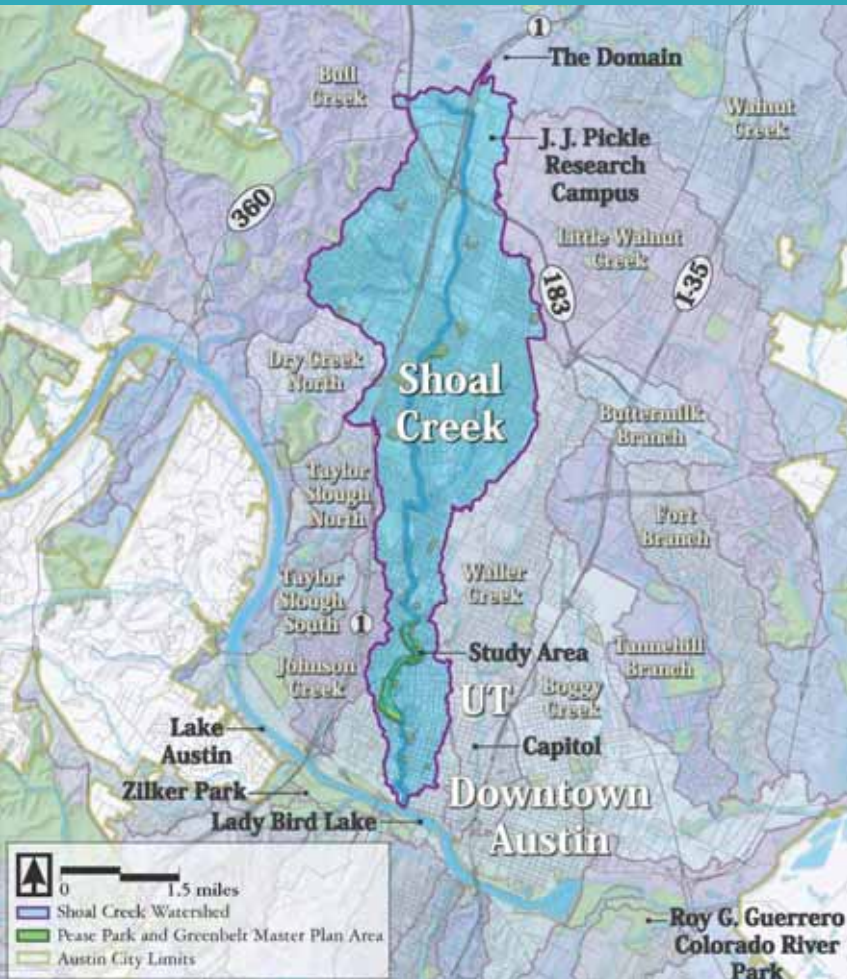 1
The Domain
Bull
Creek
Walnut
Creek
J. J. Pickle
Research
Campus
360
Little Walnut
Creek
183
I-35
Dry Creek
North
Shoal
Creek
Buttermilk
Branch
Taylor
Slough
North
Fort
Branch
Taylor
Slough
South
1
Waller
Creek
Study Area
Tannehill
Branch
Johnson
Creek
UT
Boggy
Creek
Lake
Austin
Capitol
Zilker Park
Downtown
Austin
Lady Bird Lake
0
1.5 miles
Shoal Creek Watershed
Pease Park and Greenbelt Master Plan Area
Austin City Limits
Roy G. Guerrero
Colorado River
Park